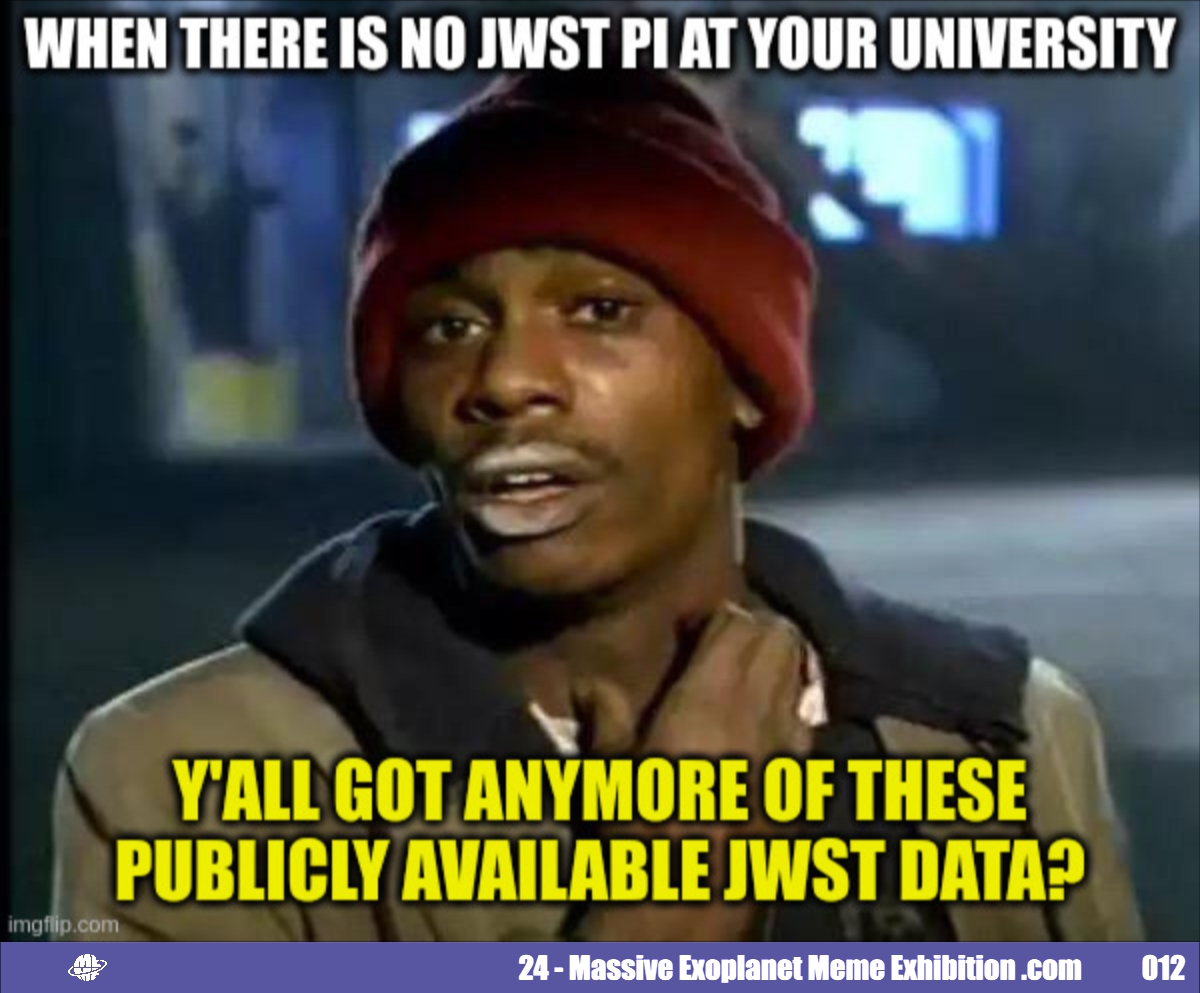 WHEN THERE IS NO JWST PI AT YOUR UNIVERSITY
Y'ALL GOT ANYMORE OF THESE
PUBLICLY AVAILABLE JWST DATA?
imgflip.com
24 - Massive Exoplanet Meme Exhibition .com 012